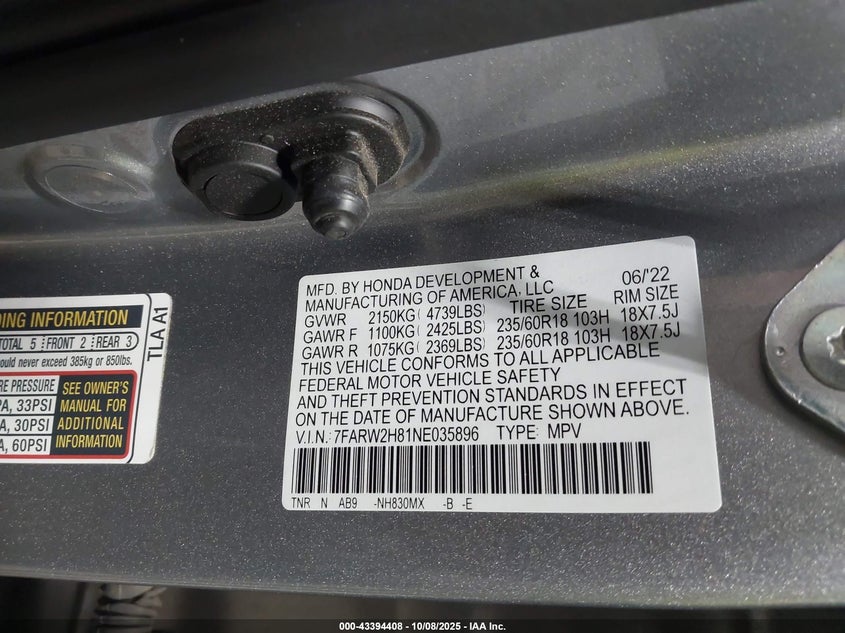 MFD. BY HONDA DEVELOPMENT &
MANUFACTURING OF AMERICA, LLC 06/'22
GVWR 2150KG( 4739LBS) TIRE SIZE RIM SIZE
GAWR F 1100KG( 2425LBS) 235/60R18 103H 18X7.5J
GAWR R 1075KG( 2369LBS) 235/60R18 103H 18X7.5J
THIS VEHICLE CONFORMS TO ALL APPLICABLE
FEDERAL MOTOR VEHICLE SAFETY
AND THEFT PREVENTION STANDARDS IN EFFECT
ON THE DATE OF MANUFACTURE SHOWN ABOVE.
V.I.N.:7FARW2H81NE035896 TYPE: MPV
TNR N AB9 -NH830MX -B -E
INFORMATION
TOTAL 5 FRONT 2 REAR 3
should never exceed 385kg or 850lbs.
PRESSURE
33PSI
30PSI
60PSI
SEE OWNER'S
MANUAL FOR
ADDITIONAL
INFORMATION
TLA A1
000-43394408 - 10/08/2025 - IAA Inc.